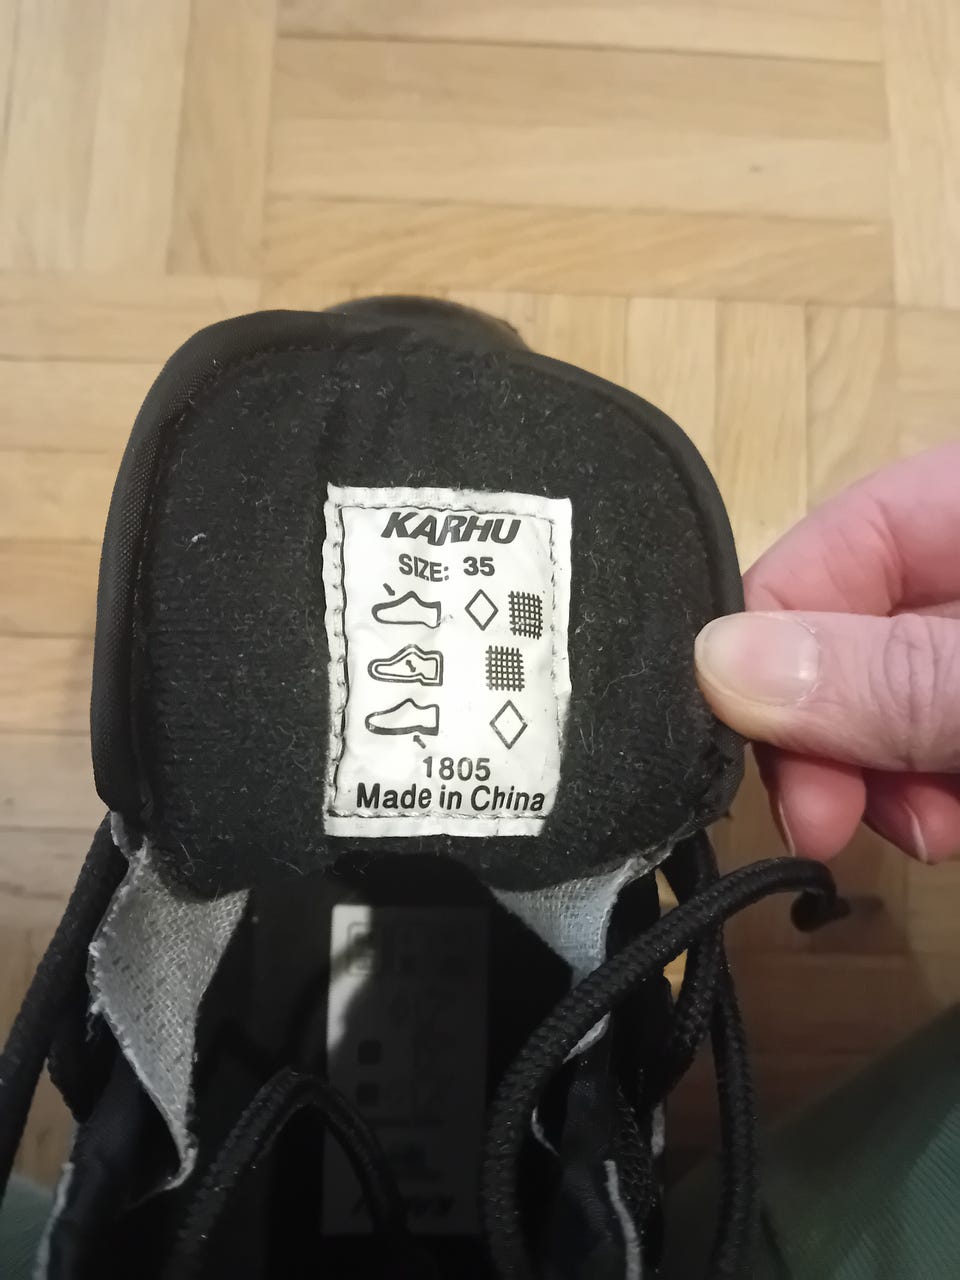 KARHU
SIZE: 35
1805
Made in China